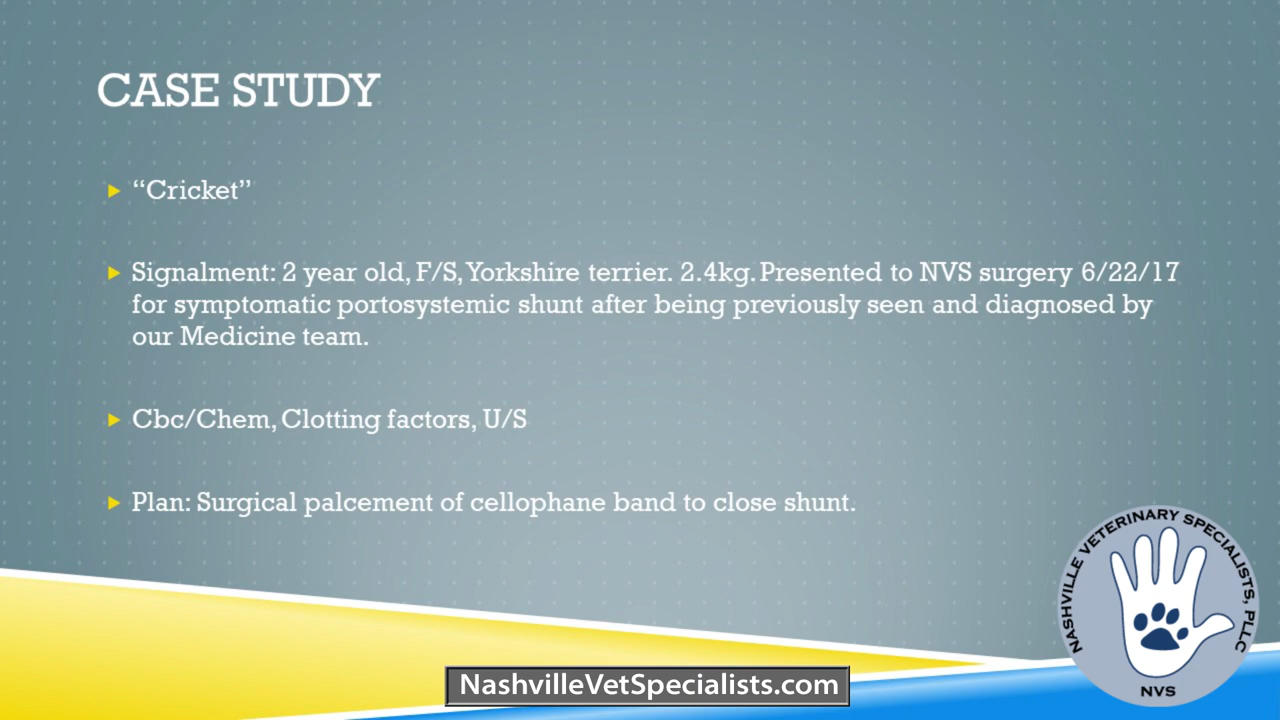 CASE STUDY
“Cricket”
Signalment: 2 year old, F/S, Yorkshire terrier. 2.4kg. Presented to NVS surgery 6/22/17
for symptomatic portosystemic shunt after being previously seen and diagnosed by
our Medicine team.
Cbc/Chem, Clotting factors, U/S
Plan: Surgical palcement of cellophane band to close shunt.
NASHVILLE VETERINARY SPECIALISTS, PLLC
NVS
NashvilleVetSpecialists.com